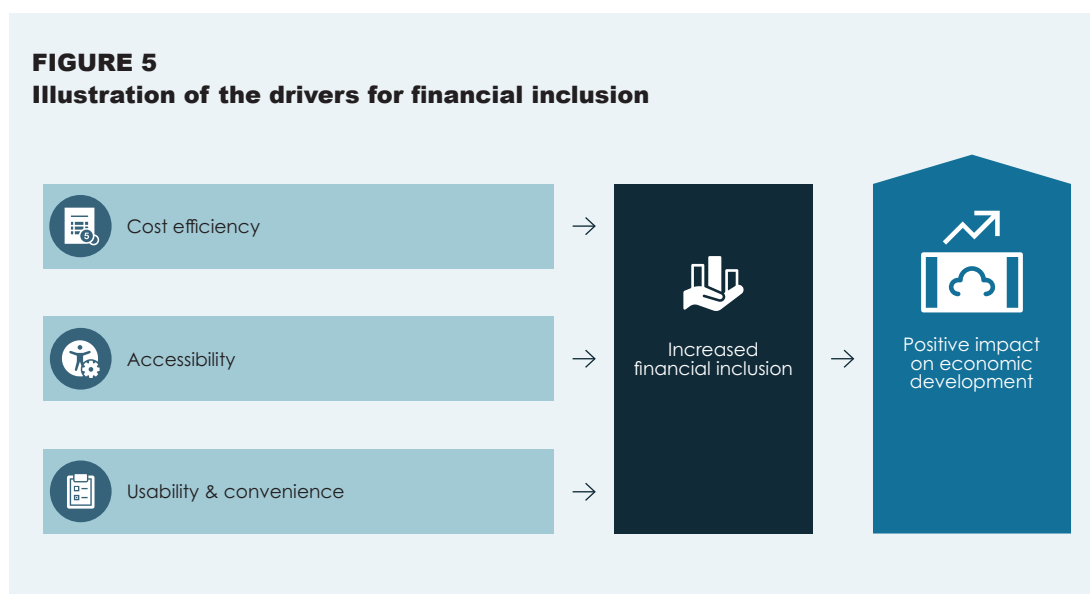 FIGURE 5
Illustration of the drivers for financial inclusion
5
Cost efficiency
Accessibility
Usability & convenience
Increased
financial inclusion
Positive impact
on economic
development